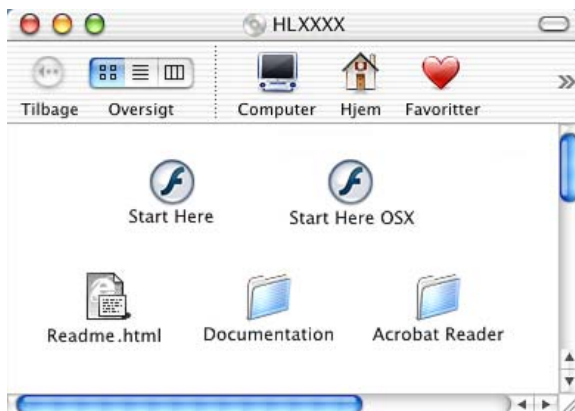 HLXXXX
Tilbage Oversigt Computer Hjem Favoritter
Start Here Start Here OSX
Readme.html Documentation Acrobat Reader